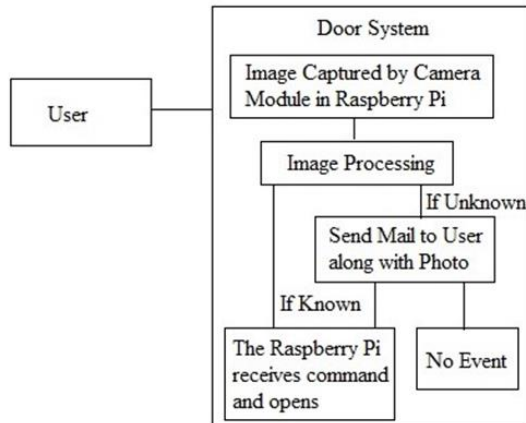 Door System
Image Captured by Camera
Module in Raspberry Pi
User
Image Processing
If Unknown
Send Mail to User
along with Photo
If Known
The Raspberry Pi
receives command
and opens
No Event